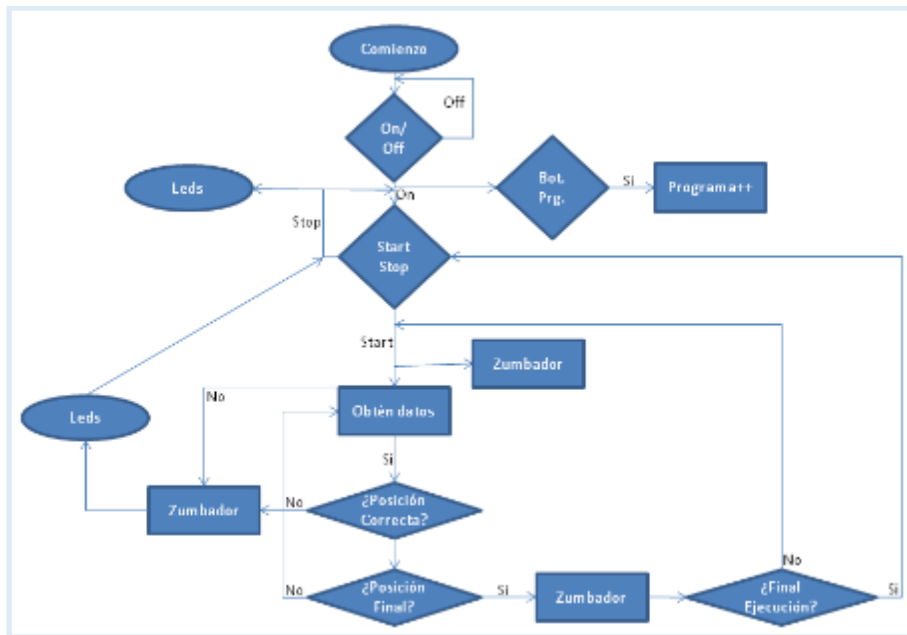 Comienzo
Off
On/
Off
Leds
Bot.
Prg.
Si
Programa++
On
Stop
Start
Stop
Start
Zumbador
No
Obtén datos
Leds
Si
Zumbador
No
¿Posición
Correcta?
No
No
¿Posición
Final?
Si
Zumbador
¿Final
Ejecución?
Si